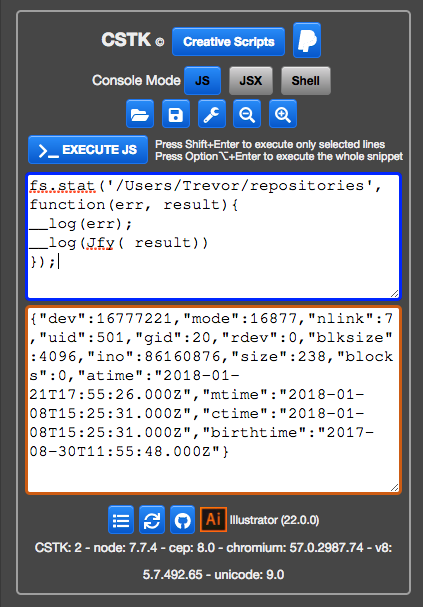 CSTK © Creative Scripts
Console Mode JS JSX Shell
EXECUTE JS
Press Shift+Enter to execute only selected lines
Press Option⌥+Enter to execute the whole snippet
fs.stat('/Users/Trevor/repositories',
function(err, result){
__log(err);
__log(Jfy( result))
});
{"dev":16777221,"mode":16877,"nlink":7
,"uid":501,"gid":20,"rdev":0,"blksize"
:4096,"ino":86160876,"size":238,"block
s":0,"atime":"2018-01-
21T17:55:26.000Z","mtime":"2018-01-
08T15:25:31.000Z","ctime":"2018-01-
08T15:25:31.000Z","birthtime":"2017-
08-30T11:55:48.000Z"}
Ai Illustrator (22.0.0)
CSTK: 2 - node: 7.7.4 - cep: 8.0 - chromium: 57.0.2987.74 - v8:
5.7.492.65 - unicode: 9.0